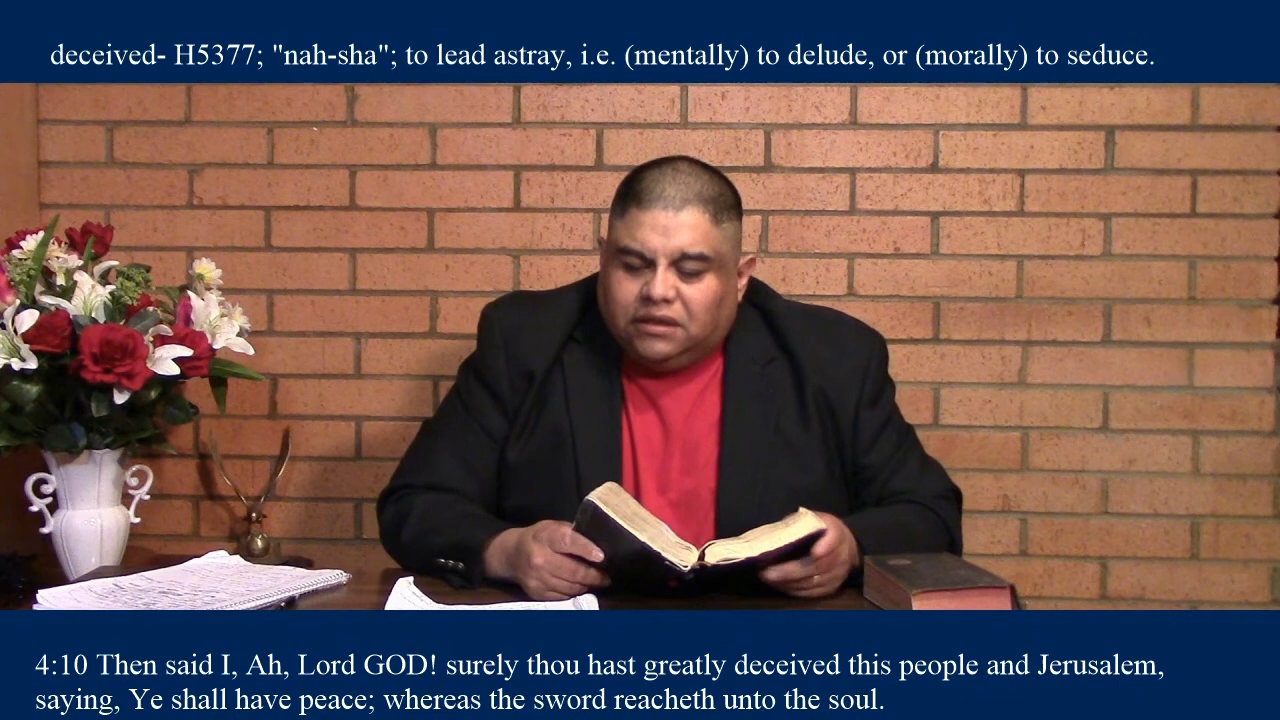 deceived- H5377; "nah-sha"; to lead astray, i.e. (mentally) to delude, or (morally) to seduce.
4:10 Then said I, Ah, Lord GOD! surely thou hast greatly deceived this people and Jerusalem,
saying, Ye shall have peace; whereas the sword reacheth unto the soul.